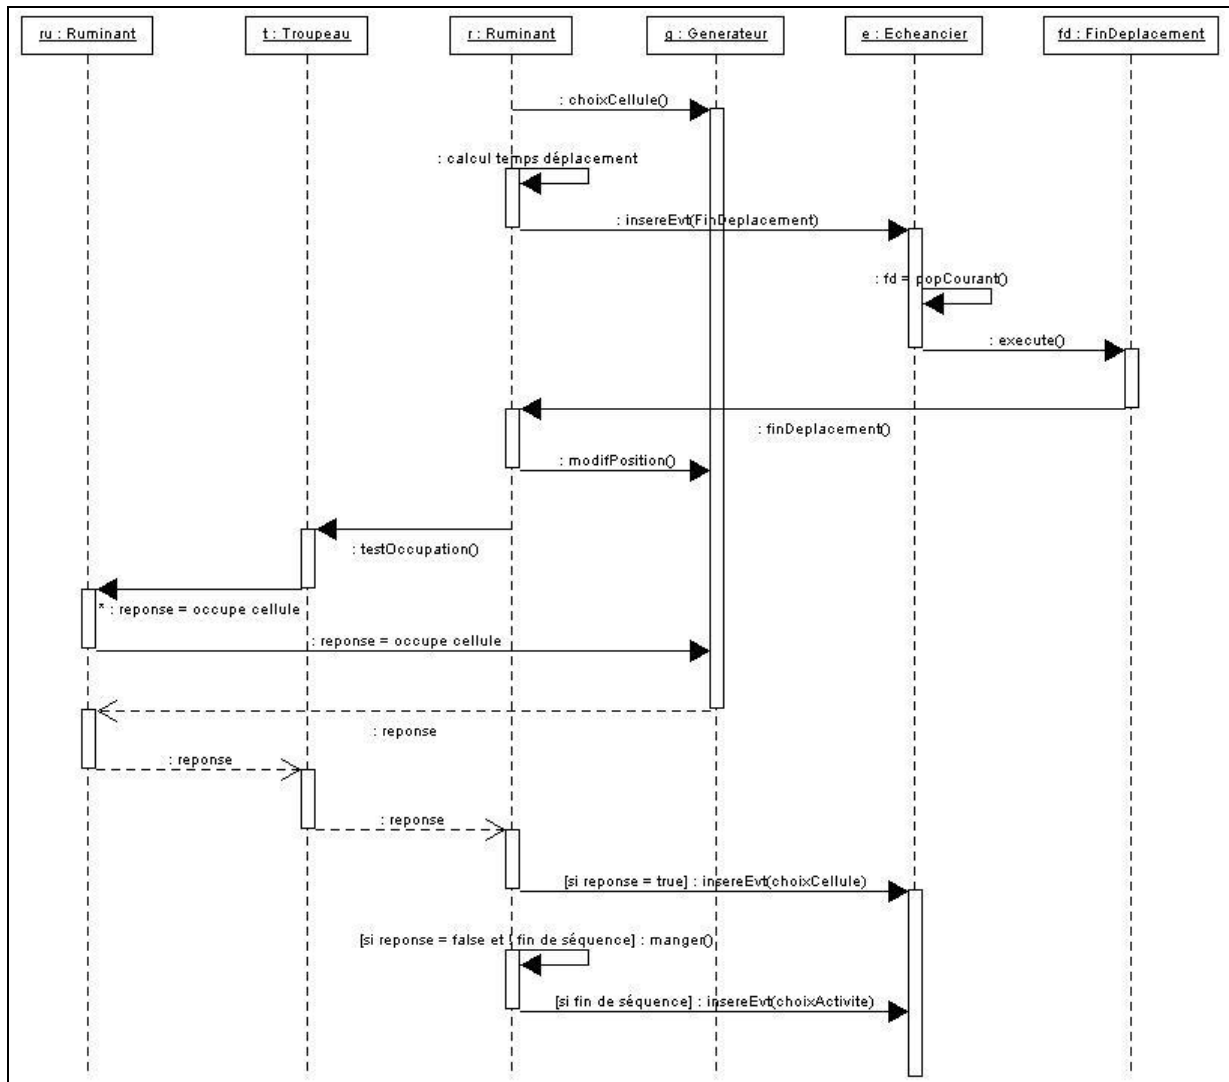 ru : Ruminant
t : Troupeau
r : Ruminant
g : Generateur
e : Echeancier
fd : FinDeplacement
: choixCellule()
: calcul temps déplacement
: insereEvt(FinDeplacement)
: fd = popCourant()
: execute()
: finDeplacement()
: modifPosition()
: testOccupation()
* : reponse = occupe cellule
: reponse = occupe cellule
: reponse
: reponse
: reponse
[si reponse = true] : insereEvt(choixCellule)
[si reponse = false et ! fin de séquence] : manger()
[si fin de séquence] : insereEvt(choixActivite)